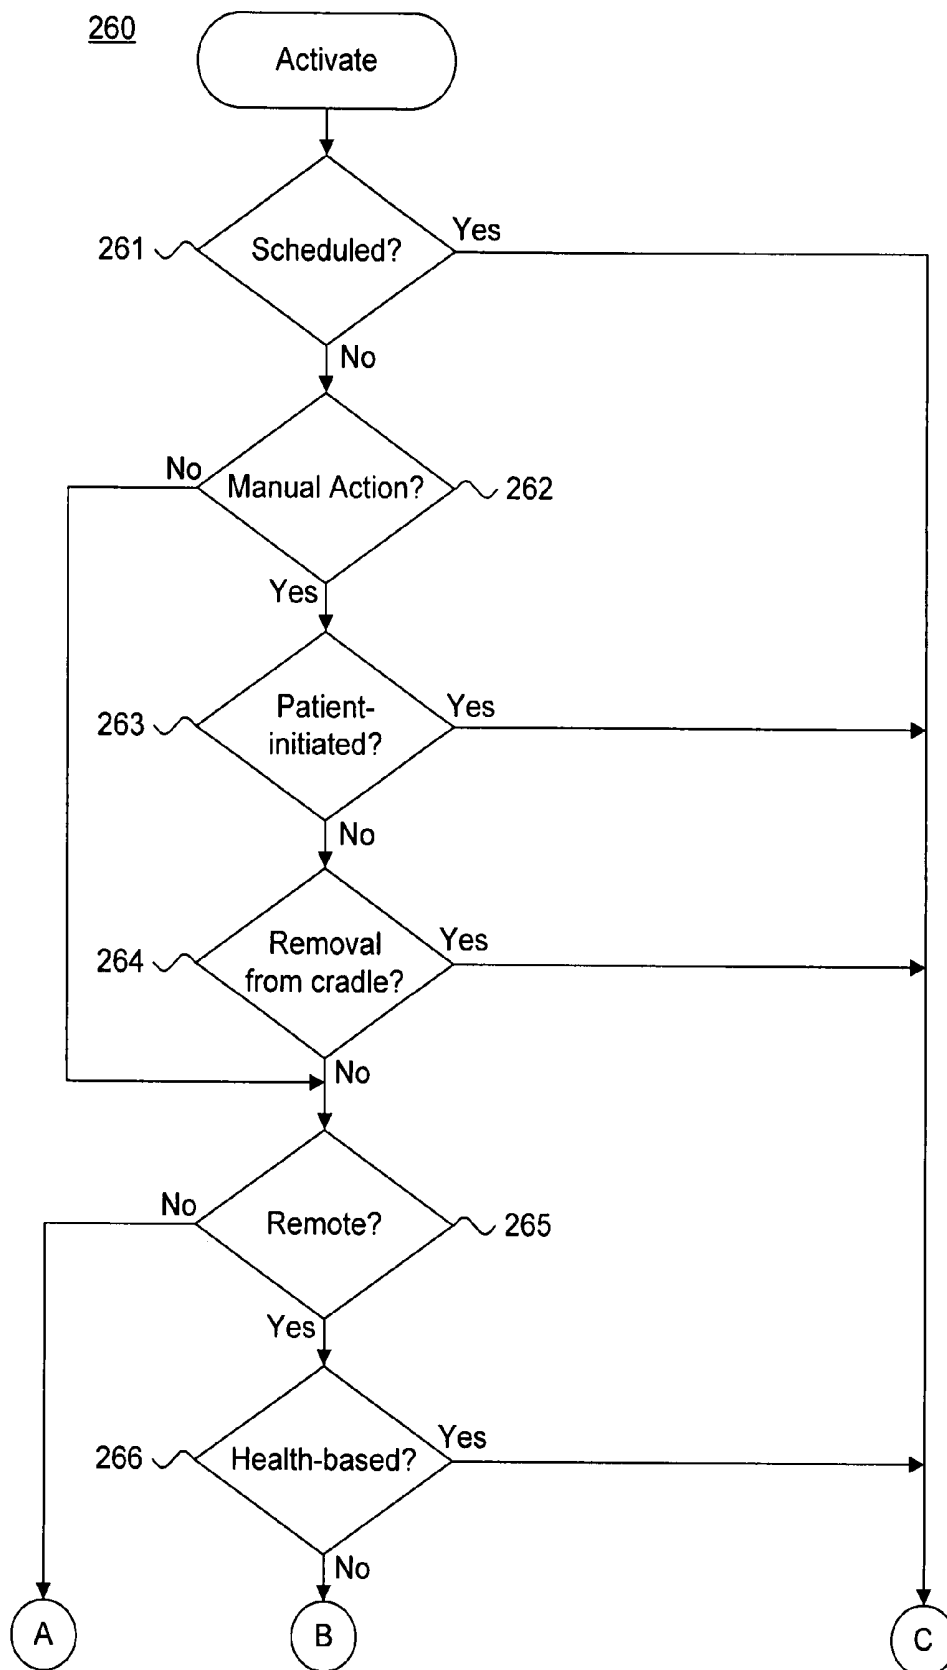 260
Activate
261
Scheduled?
Yes
No
No
Manual Action?
262
Yes
263
Patient-
initiated?
Yes
No
264
Removal
from cradle?
Yes
No
No
Remote?
265
Yes
266
Health-based?
Yes
No
A
B
C